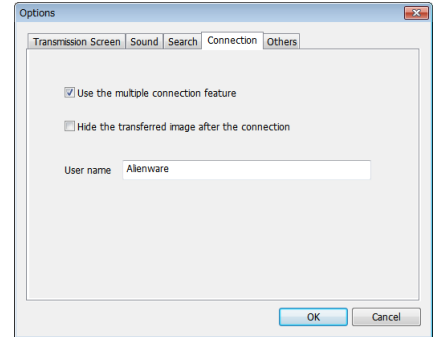 Options
Transmission Screen Sound Search Connection Others
Use the multiple connection feature
Hide the transferred image after the connection
User name Alienware
OK Cancel